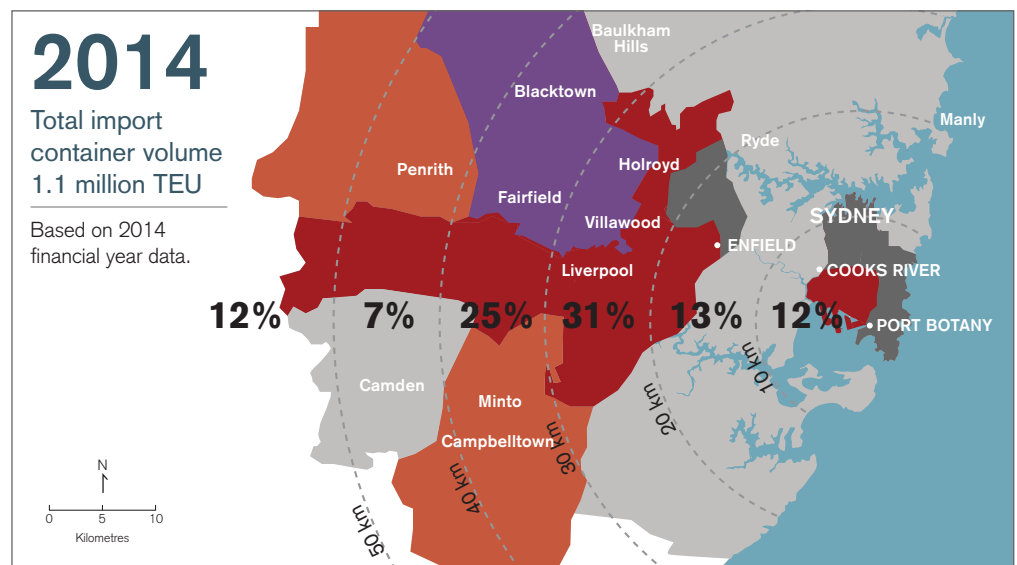 2014
Total import
container volume
1.1 million TEU
Based on 2014
financial year data.
Baulkham
Hills
Blacktown
Manly
Ryde
Penrith
Holroyd
Fairfield
SYDNEY
Villawood
ENFIELD
Liverpool
COOKS RIVER
12% 7% 25% 31% 13% 12%
PORT BOTANY
Camden
Minto
Campbelltown
10 km
20 km
30 km
40 km
50 km
N
0 5 10
Kilometres